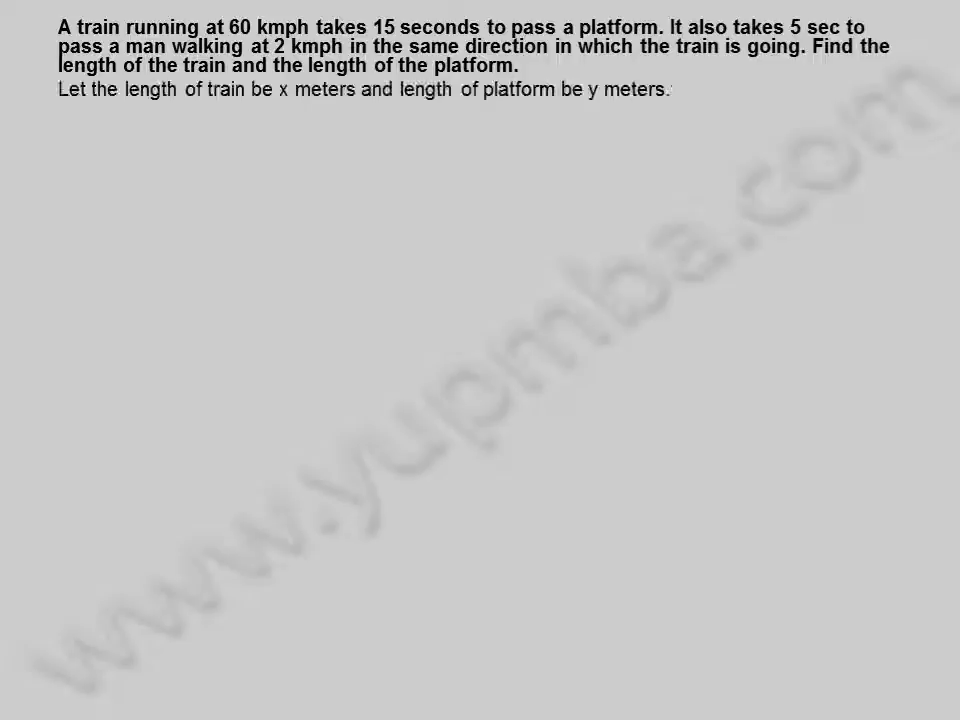 A train running at 60 kmph takes 15 seconds to pass a platform. It also takes 5 sec to
pass a man walking at 2 kmph in the same direction in which the train is going. Find the
length of the train and the length of the platform.
Let the length of train be x meters and length of platform be y meters.
www.yupmba.com